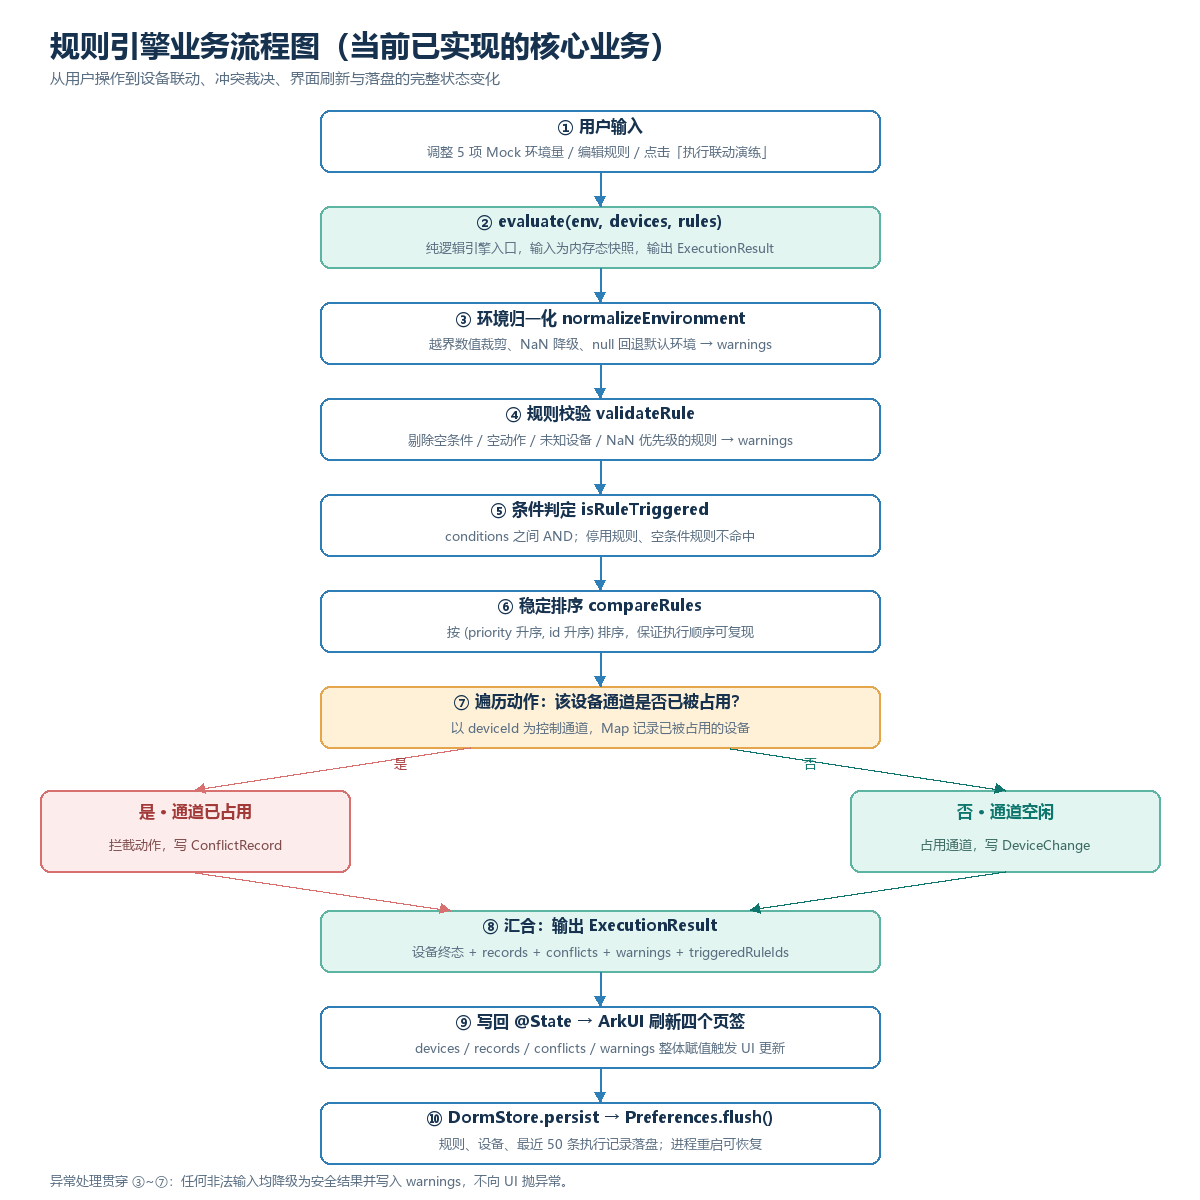 规则引擎业务流程图（当前已实现的核心业务）
从用户操作到设备联动、冲突裁决、界面刷新与落盘的完整状态变化
① 用户输入
调整 5 项 Mock 环境量 / 编辑规则 / 点击「执行联动演练」
② evaluate(env, devices, rules)
纯逻辑引擎入口，输入为内存态快照，输出 ExecutionResult
③ 环境归一化 normalizeEnvironment
越界数值裁剪、NaN 降级、null 回退默认环境 → warnings
④ 规则校验 validateRule
剔除空条件 / 空动作 / 未知设备 / NaN 优先级的规则 → warnings
⑤ 条件判定 isRuleTriggered
conditions 之间 AND；停用规则、空条件规则不命中
⑥ 稳定排序 compareRules
按 (priority 升序, id 升序) 排序，保证执行顺序可复现
⑦ 遍历动作：该设备通道是否已被占用？
以 deviceId 为控制通道，Map 记录已被占用的设备
是
否
是 · 通道已占用
拦截动作，写 ConflictRecord
否 · 通道空闲
占用通道，写 DeviceChange
⑧ 汇合：输出 ExecutionResult
设备终态 + records + conflicts + warnings + triggeredRuleIds
⑨ 写回 @State → ArkUI 刷新四个页签
devices / records / conflicts / warnings 整体赋值触发 UI 更新
⑩ DormStore.persist → Preferences.flush()
规则、设备、最近 50 条执行记录落盘；进程重启可恢复
异常处理贯穿 ③~⑦：任何非法输入均降级为安全结果并写入 warnings，不向 UI 抛异常。